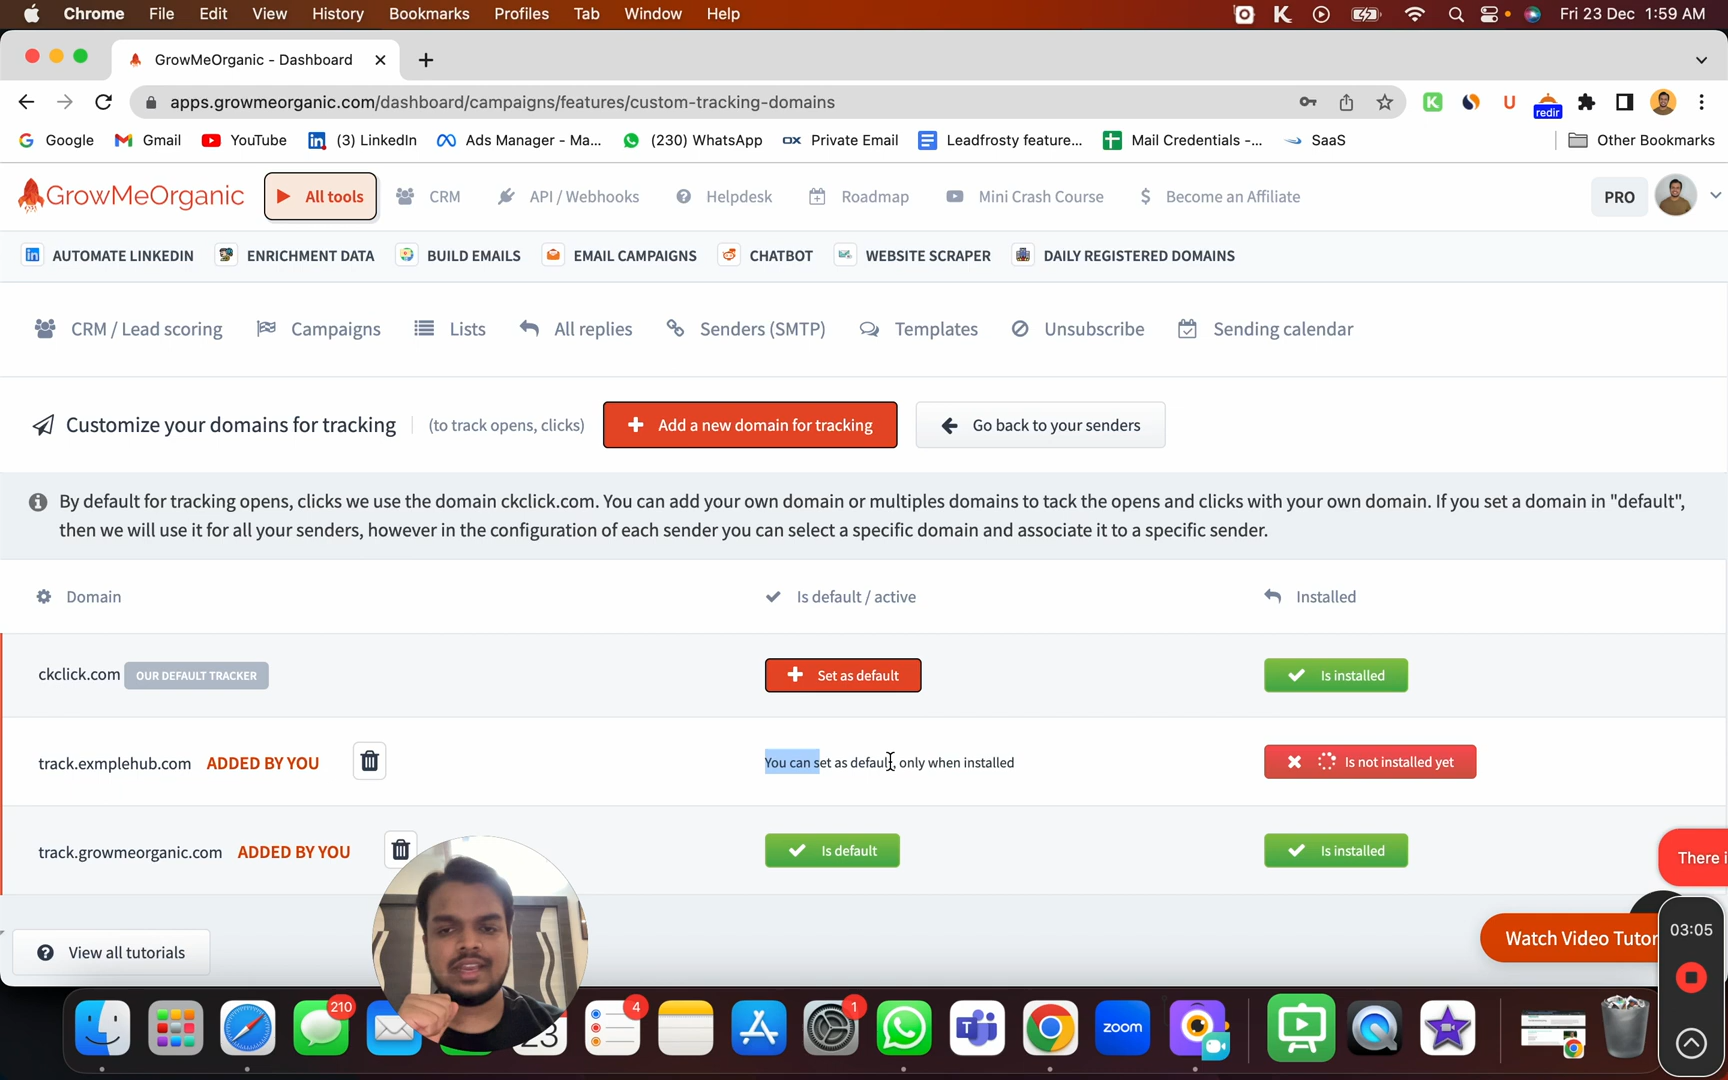 Chrome File Edit View History Bookmarks Profiles Tab Window Help Fri 23 Dec 1:59 AM
GrowMeOrganic - Dashboard
apps.growmeorganic.com/dashboard/campaigns/features/custom-tracking-domains
redir
Google Gmail YouTube (3) LinkedIn Ads Manager - Ma... (230) WhatsApp Private Email Leadfrosty feature... Mail Credentials -... SaaS Other Bookmarks
GrowMeOrganic All tools CRM API / Webhooks Helpdesk Roadmap Mini Crash Course Become an Affiliate PRO
AUTOMATE LINKEDIN ENRICHMENT DATA BUILD EMAILS EMAIL CAMPAIGNS CHATBOT WEBSITE SCRAPER DAILY REGISTERED DOMAINS
CRM / Lead scoring Campaigns Lists All replies Senders (SMTP) Templates Unsubscribe Sending calendar
Customize your domains for tracking (to track opens, clicks) + Add a new domain for tracking Go back to your senders
By default for tracking opens, clicks we use the domain ckclick.com. You can add your own domain or multiples domains to tack the opens and clicks with your own domain. If you set a domain in "default",
then we will use it for all your senders, however in the configuration of each sender you can select a specific domain and associate it to a specific sender.
Domain Is default / active Installed
ckclick.com OUR DEFAULT TRACKER + Set as default Is installed
track.exmplehub.com ADDED BY YOU You can set as default, only when installed Is not installed yet
track.growmeorganic.com ADDED BY YOU Is default Is installed
There i
View all tutorials Watch Video Tutor 03:05
210 4 1
23 zoom